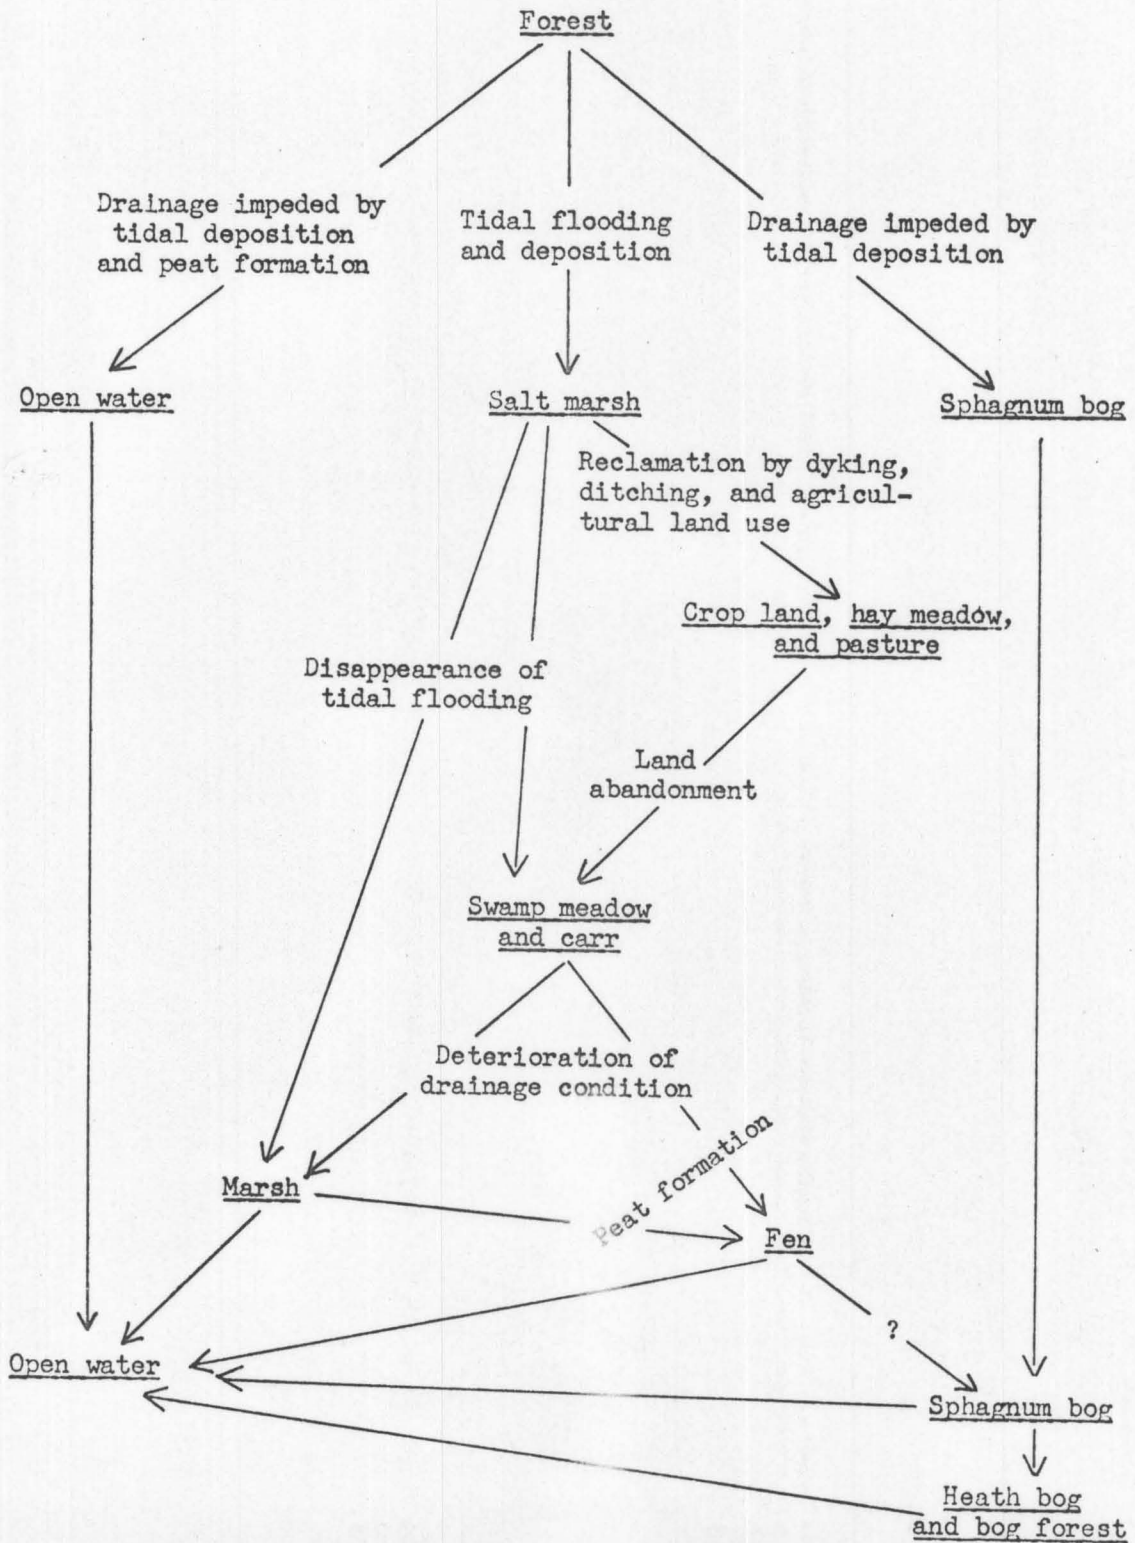 Forest
Drainage impeded by
tidal deposition
and peat formation
Tidal flooding
and deposition
Drainage impeded by
tidal deposition
Open water
Salt marsh
Sphagnum bog
Reclamation by dyking,
ditching, and agricul-
tural land use
Crop land, hay meadow,
and pasture
Disappearance of
tidal flooding
Land
abandonment
Swamp meadow
and carr
Deterioration of
drainage condition
Peat formation
Marsh
Fen
?
Open water
Sphagnum bog
Heath bog
and bog forest